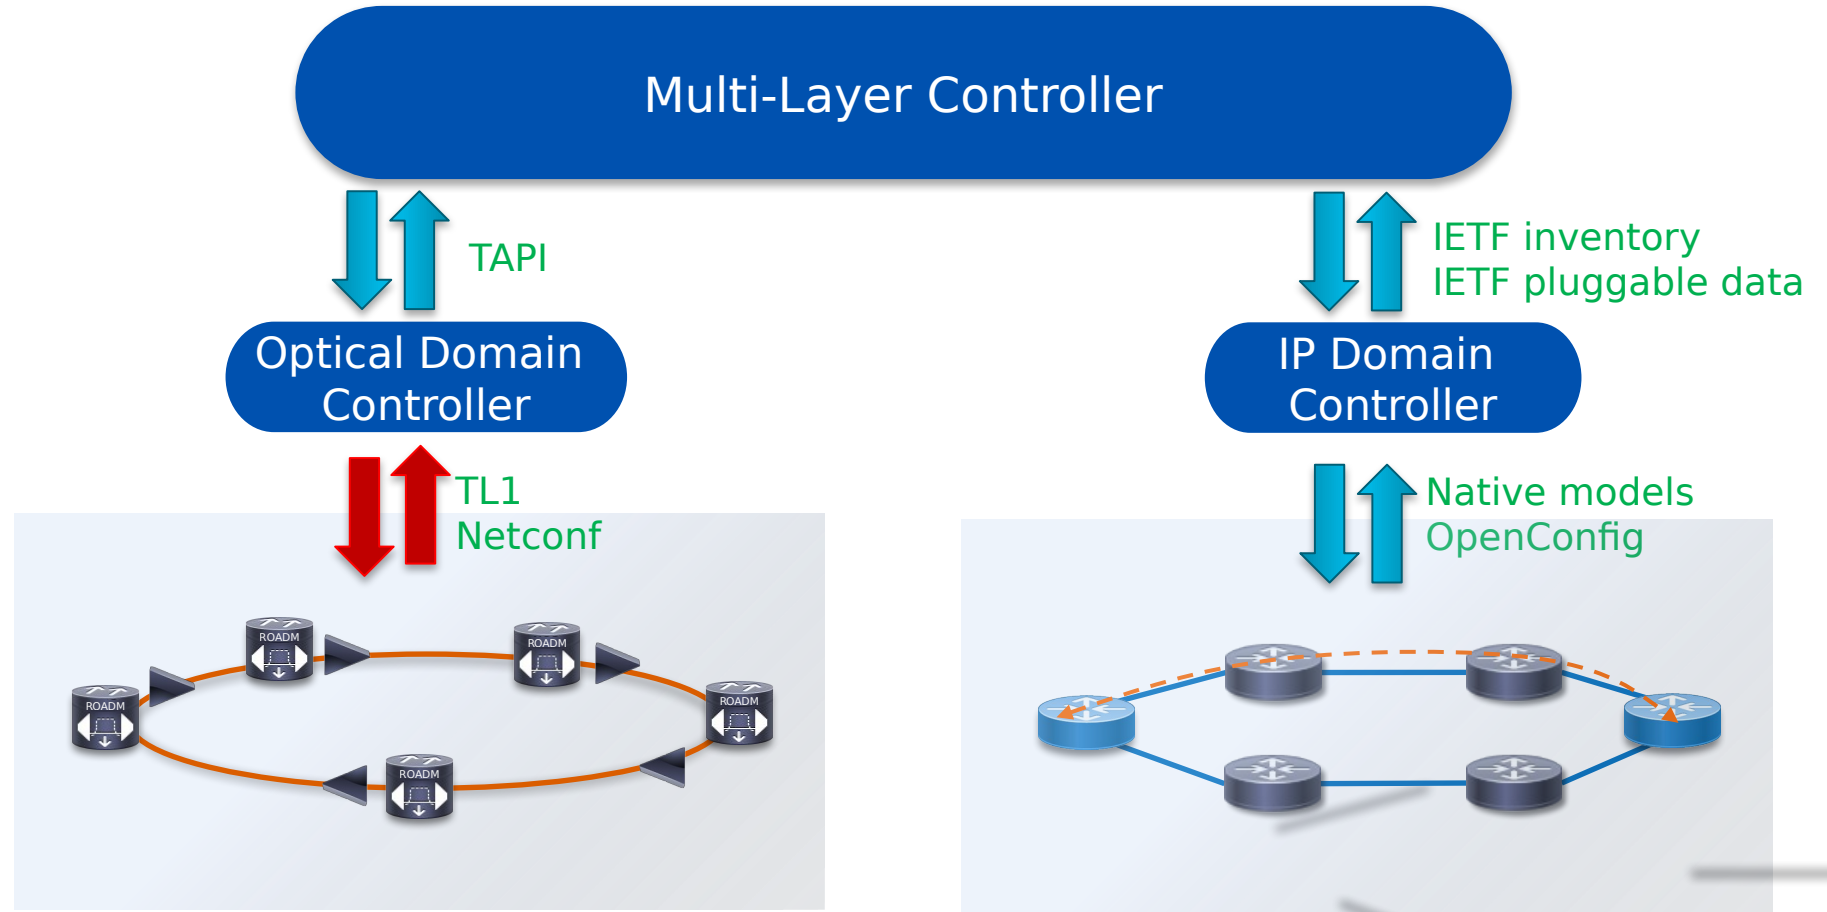 Multi-Layer Controller
TAPI
IETF inventory
IETF pluggable data
Optical Domain
Controller
IP Domain
Controller
TL1
Netconf
Native models
OpenConfig
ROADM
ROADM
ROADM
ROADM
ROADM